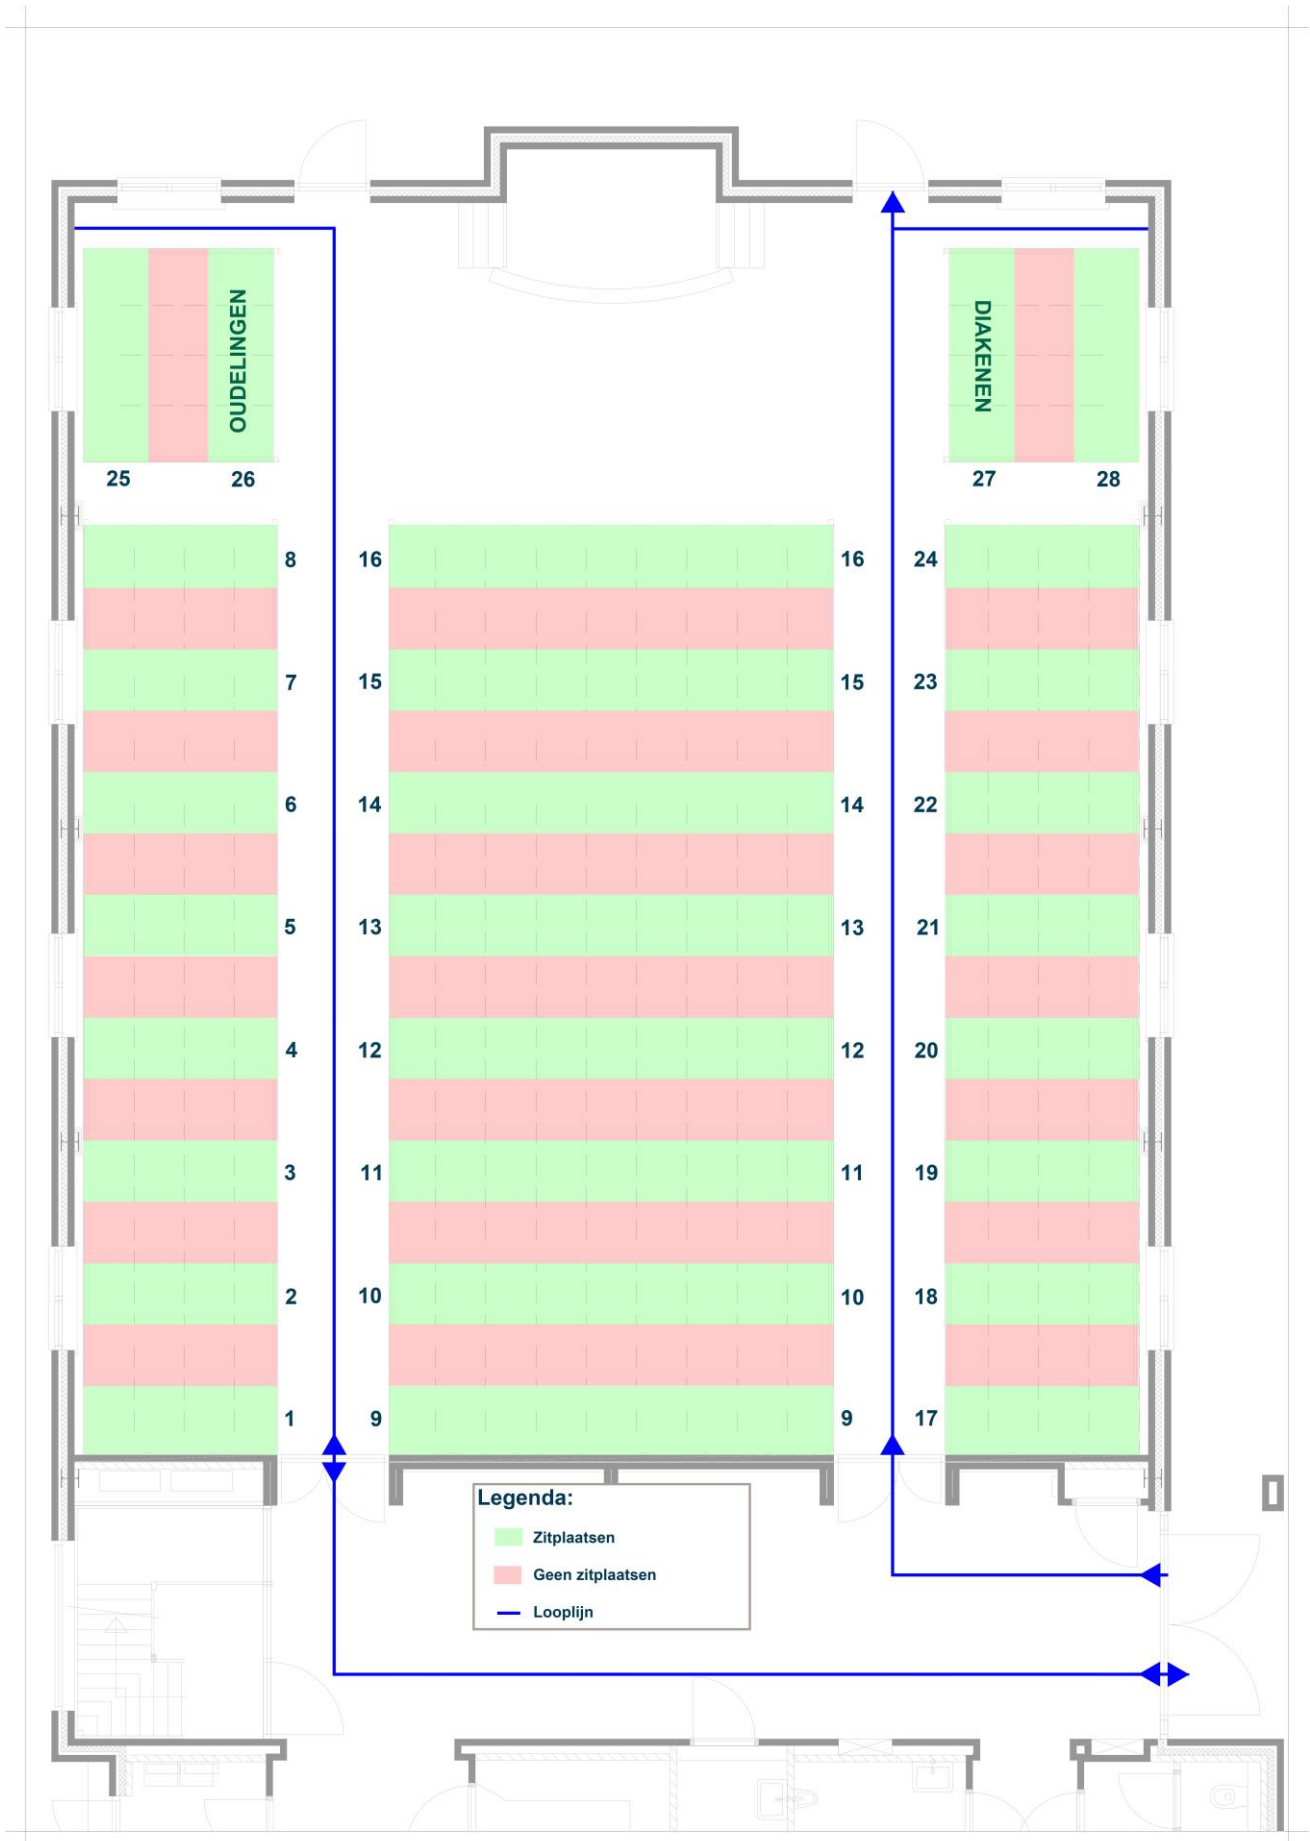 OUDELINGEN
DIAKENEN
25 26 27 28
8 16 16 24
7 15 15 23
6 14 14 22
5 13 13 21
4 12 12 20
3 11 11 19
2 10 10 18
1 9 9 17
Legenda:
Zitplaatsen
Geen zitplaatsen
Looplijn